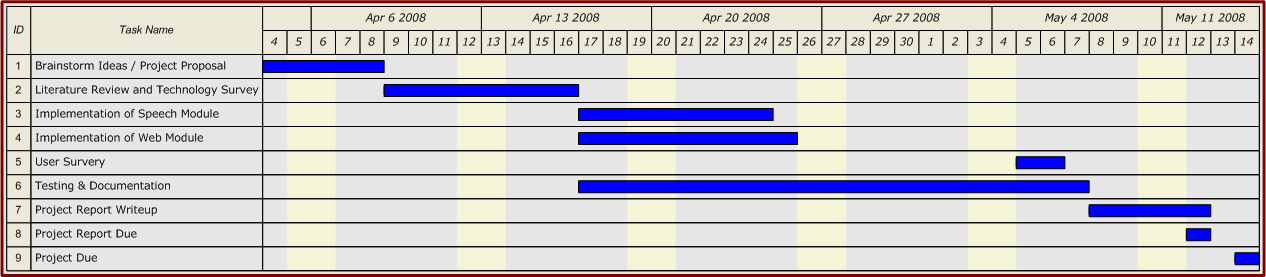 ID Task Name Apr 6 2008 Apr 13 2008 Apr 20 2008 Apr 27 2008 May 4 2008 May 11 2008
4 5 6 7 8 9 10 11 12 13 14 15 16 17 18 19 20 21 22 23 24 25 26 27 28 29 30 1 2 3 4 5 6 7 8 9 10 11 12 13 14
1 Brainstorm Ideas / Project Proposal
2 Literature Review and Technology Survey
3 Implementation of Speech Module
4 Implementation of Web Module
5 User Survery
6 Testing & Documentation
7 Project Report Writeup
8 Project Report Due
9 Project Due